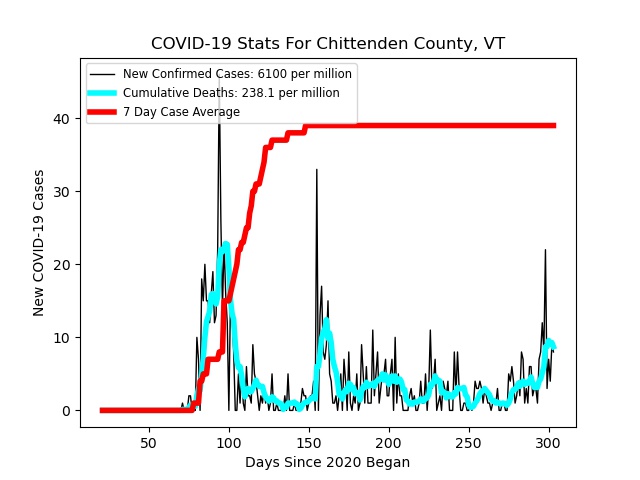 COVID-19 Stats For Chittenden County, VT
New Confirmed Cases: 6100 per million
Cumulative Deaths: 238.1 per million
7 Day Case Average
40
30
20
10
0
New COVID-19 Cases
50 100 150 200 250 300
Days Since 2020 Began